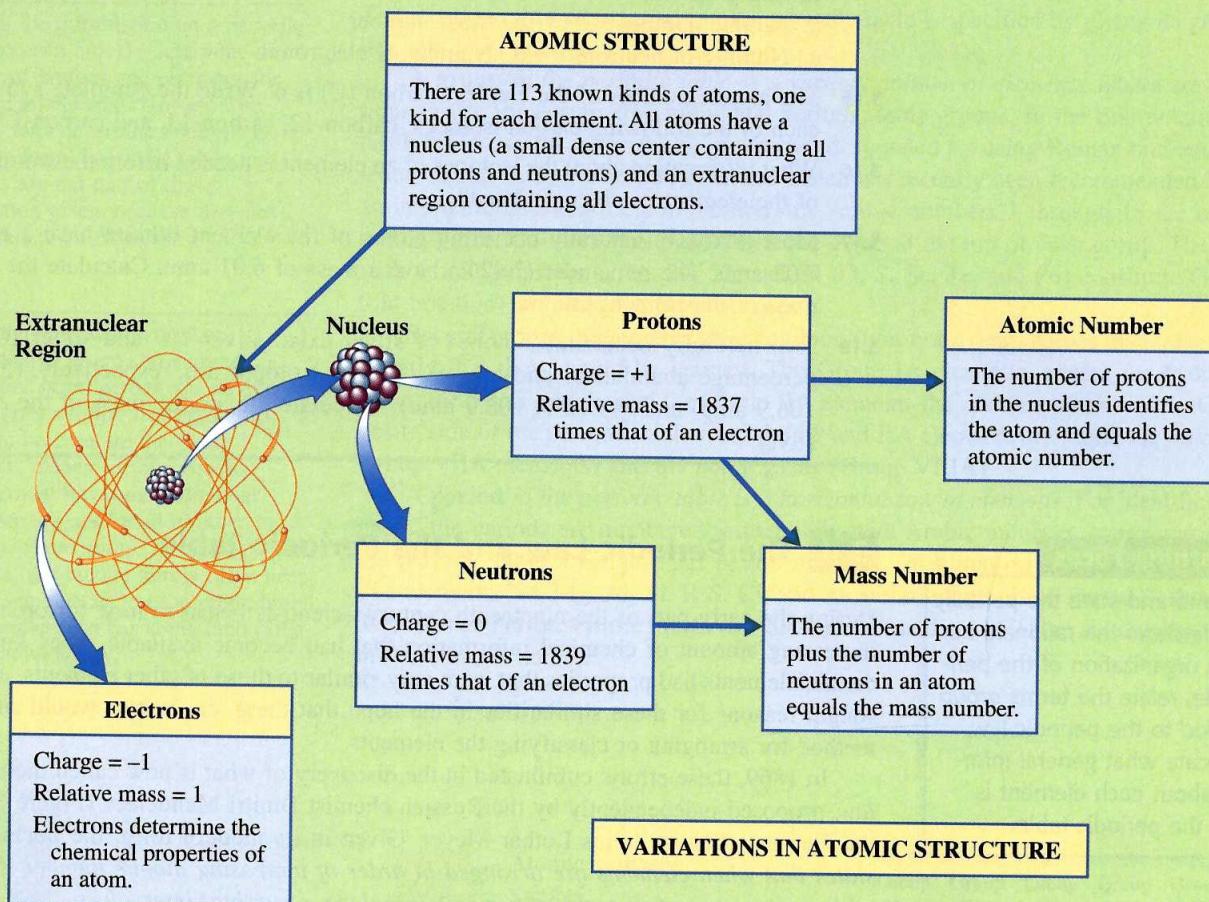 ATOMIC STRUCTURE
There are 113 known kinds of atoms, one
kind for each element. All atoms have a
nucleus (a small dense center containing all
protons and neutrons) and an extranuclear
region containing all electrons.
Extranuclear
Region
Nucleus
Protons
Charge = +1
Relative mass = 1837
times that of an electron
Atomic Number
The number of protons
in the nucleus identifies
the atom and equals the
atomic number.
Neutrons
Charge = 0
Relative mass = 1839
times that of an electron
Mass Number
The number of protons
plus the number of
neutrons in an atom
equals the mass number.
Electrons
Charge = –1
Relative mass = 1
Electrons determine the
chemical properties of
an atom.
VARIATIONS IN ATOMIC STRUCTURE